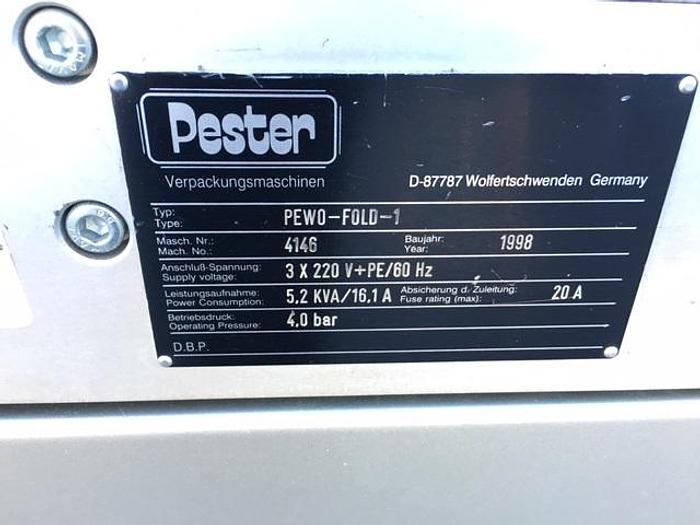 Pester
Verpackungsmaschinen D-87787 Wolfertschwenden Germany
Typ:
Type: PEWO-FOLD-1
Masch. Nr.:
Mach. No.: 4146 Baujahr:
Year: 1998
Anschluß-Spannung:
Supply voltage: 3 X 220 V+PE/60 Hz
Leistungsaufnahme:
Power Consumption: 5,2 KVA/16,1 A Absicherung d. Zuleitung:
Fuse rating (max): 20 A
Betriebsdruck:
Operating Pressure: 4,0 bar
D.B.P.